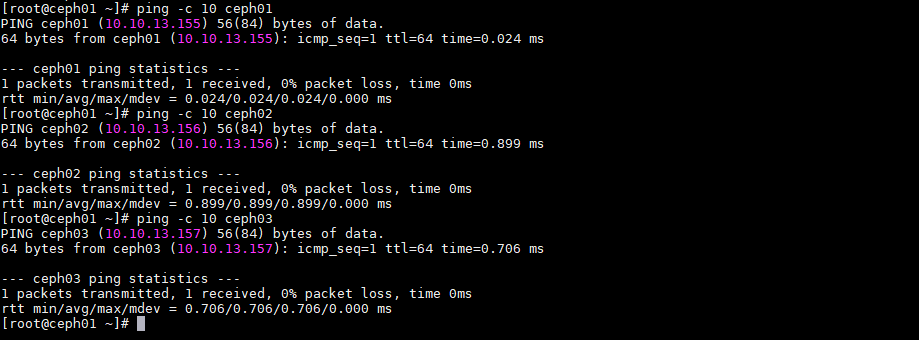 [root@ceph01 ~]# ping -c 10 ceph01
PING ceph01 (10.10.13.155) 56(84) bytes of data.
64 bytes from ceph01 (10.10.13.155): icmp_seq=1 ttl=64 time=0.024 ms
--- ceph01 ping statistics ---
1 packets transmitted, 1 received, 0% packet loss, time 0ms
rtt min/avg/max/mdev = 0.024/0.024/0.024/0.000 ms
[root@ceph01 ~]# ping -c 10 ceph02
PING ceph02 (10.10.13.156) 56(84) bytes of data.
64 bytes from ceph02 (10.10.13.156): icmp_seq=1 ttl=64 time=0.899 ms
--- ceph02 ping statistics ---
1 packets transmitted, 1 received, 0% packet loss, time 0ms
rtt min/avg/max/mdev = 0.899/0.899/0.899/0.000 ms
[root@ceph01 ~]# ping -c 10 ceph03
PING ceph03 (10.10.13.157) 56(84) bytes of data.
64 bytes from ceph03 (10.10.13.157): icmp_seq=1 ttl=64 time=0.706 ms
--- ceph03 ping statistics ---
1 packets transmitted, 1 received, 0% packet loss, time 0ms
rtt min/avg/max/mdev = 0.706/0.706/0.706/0.000 ms
[root@ceph01 ~]#